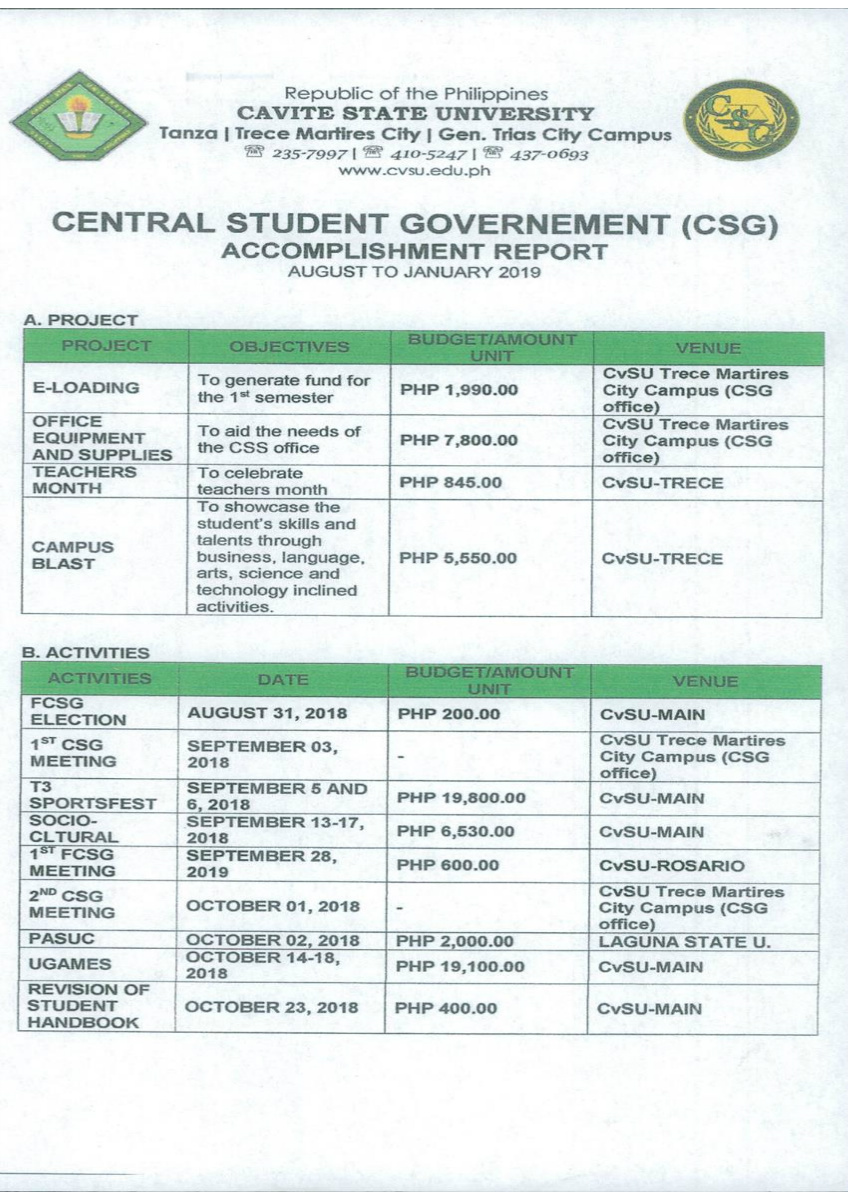 Republic of the Philippines
CAVITE STATE UNIVERSITY
Tanza | Trece Martires City | Gen. Trias City Campus
☏ 235-7997 | ☏ 410-5247 | ☏ 437-0693
www.cvsu.edu.ph
CSG
CENTRAL STUDENT GOVERNEMENT (CSG)
ACCOMPLISHMENT REPORT
AUGUST TO JANUARY 2019
A. PROJECT
PROJECT OBJECTIVES BUDGET/AMOUNT UNIT VENUE
E-LOADING
To generate fund for
the 1st semester
PHP 1,990.00
CvSU Trece Martires
City Campus (CSG
office)
OFFICE
EQUIPMENT
AND SUPPLIES
To aid the needs of
the CSS office
PHP 7,800.00
CvSU Trece Martires
City Campus (CSG
office)
TEACHERS
MONTH
To celebrate
teachers month
PHP 845.00
CvSU-TRECE
CAMPUS
BLAST
To showcase the
student's skills and
talents through
business, language,
arts, science and
technology inclined
activities.
PHP 5,550.00
CvSU-TRECE
B. ACTIVITIES
ACTIVITIES DATE BUDGET/AMOUNT UNIT VENUE
FCSG
ELECTION
AUGUST 31, 2018
PHP 200.00
CvSU-MAIN
1ST CSG
MEETING
SEPTEMBER 03,
2018
-
CvSU Trece Martires
City Campus (CSG
office)
T3
SPORTSFEST
SEPTEMBER 5 AND
6, 2018
PHP 19,800.00
CvSU-MAIN
SOCIO-
CLTURAL
SEPTEMBER 13-17,
2018
PHP 6,530.00
CvSU-MAIN
1ST FCSG
MEETING
SEPTEMBER 28,
2019
PHP 600.00
CvSU-ROSARIO
2ND CSG
MEETING
OCTOBER 01, 2018
-
CvSU Trece Martires
City Campus (CSG
office)
PASUC
OCTOBER 02, 2018
PHP 2,000.00
LAGUNA STATE U.
UGAMES
OCTOBER 14-18,
2018
PHP 19,100.00
CvSU-MAIN
REVISION OF
STUDENT
HANDBOOK
OCTOBER 23, 2018
PHP 400.00
CvSU-MAIN